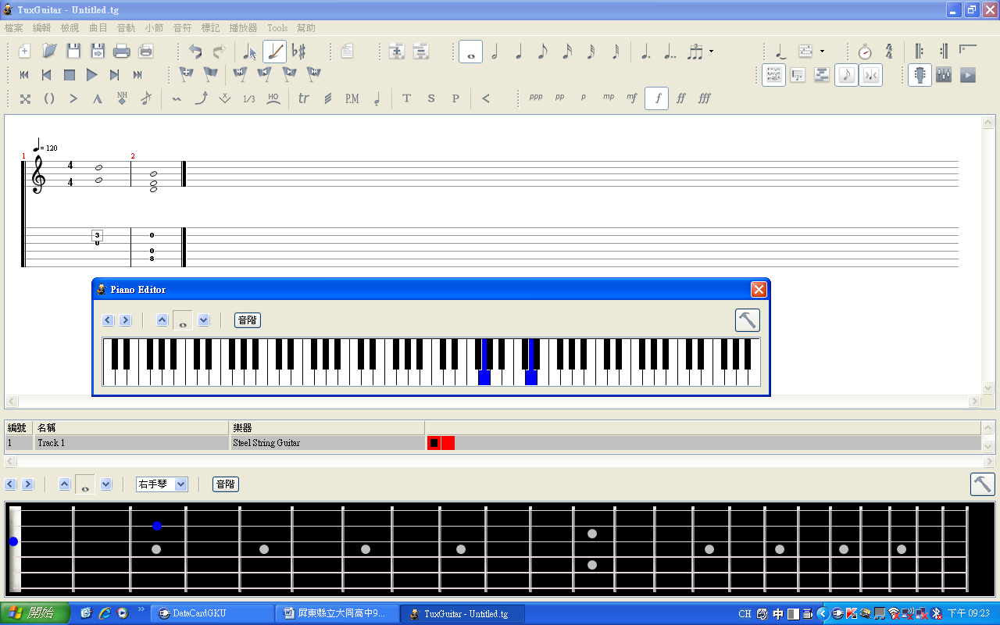 TuxGuitar - Untitled.tg
檔案 編輯 檢視 曲目 音動 小節 音符 標記 播放器 Tools 幫助
NH 1/3 HO tr P.M T S P ppp pp p mp mf f ff fff
= 120
1 2
4
4
3 0
0 0
8
Piano Editor
音階
編號 名稱 樂器
1 Track 1 Steel String Guitar
右手琴 音階
開始 DataCardGKU 屏東縣立大同高中9... TuxGuitar - Untitled.tg CH 中 下午 09:23